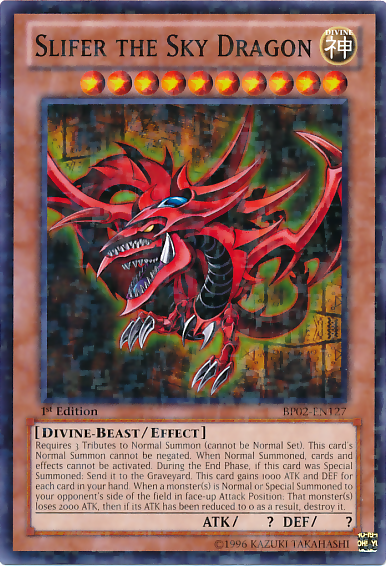 SLIFER THE SKY DRAGON
DIVINE
神
1st Edition
BP02-EN127
[DIVINE-BEAST/EFFECT]
Requires 3 Tributes to Normal Summon (cannot be Normal Set). This card's
Normal Summon cannot be negated. When Normal Summoned, cards and
effects cannot be activated. During the End Phase, if this card was Special
Summoned: Send it to the Graveyard. This card gains 1000 ATK and DEF for
each card in your hand. When a monster(s) is Normal or Special Summoned to
your opponent's side of the field in face-up Attack Position: That monster(s)
loses 2000 ATK, then if its ATK has been reduced to 0 as a result, destroy it.
ATK/ ? DEF/ ?
©1996 KAZUKI TAKAHASHI